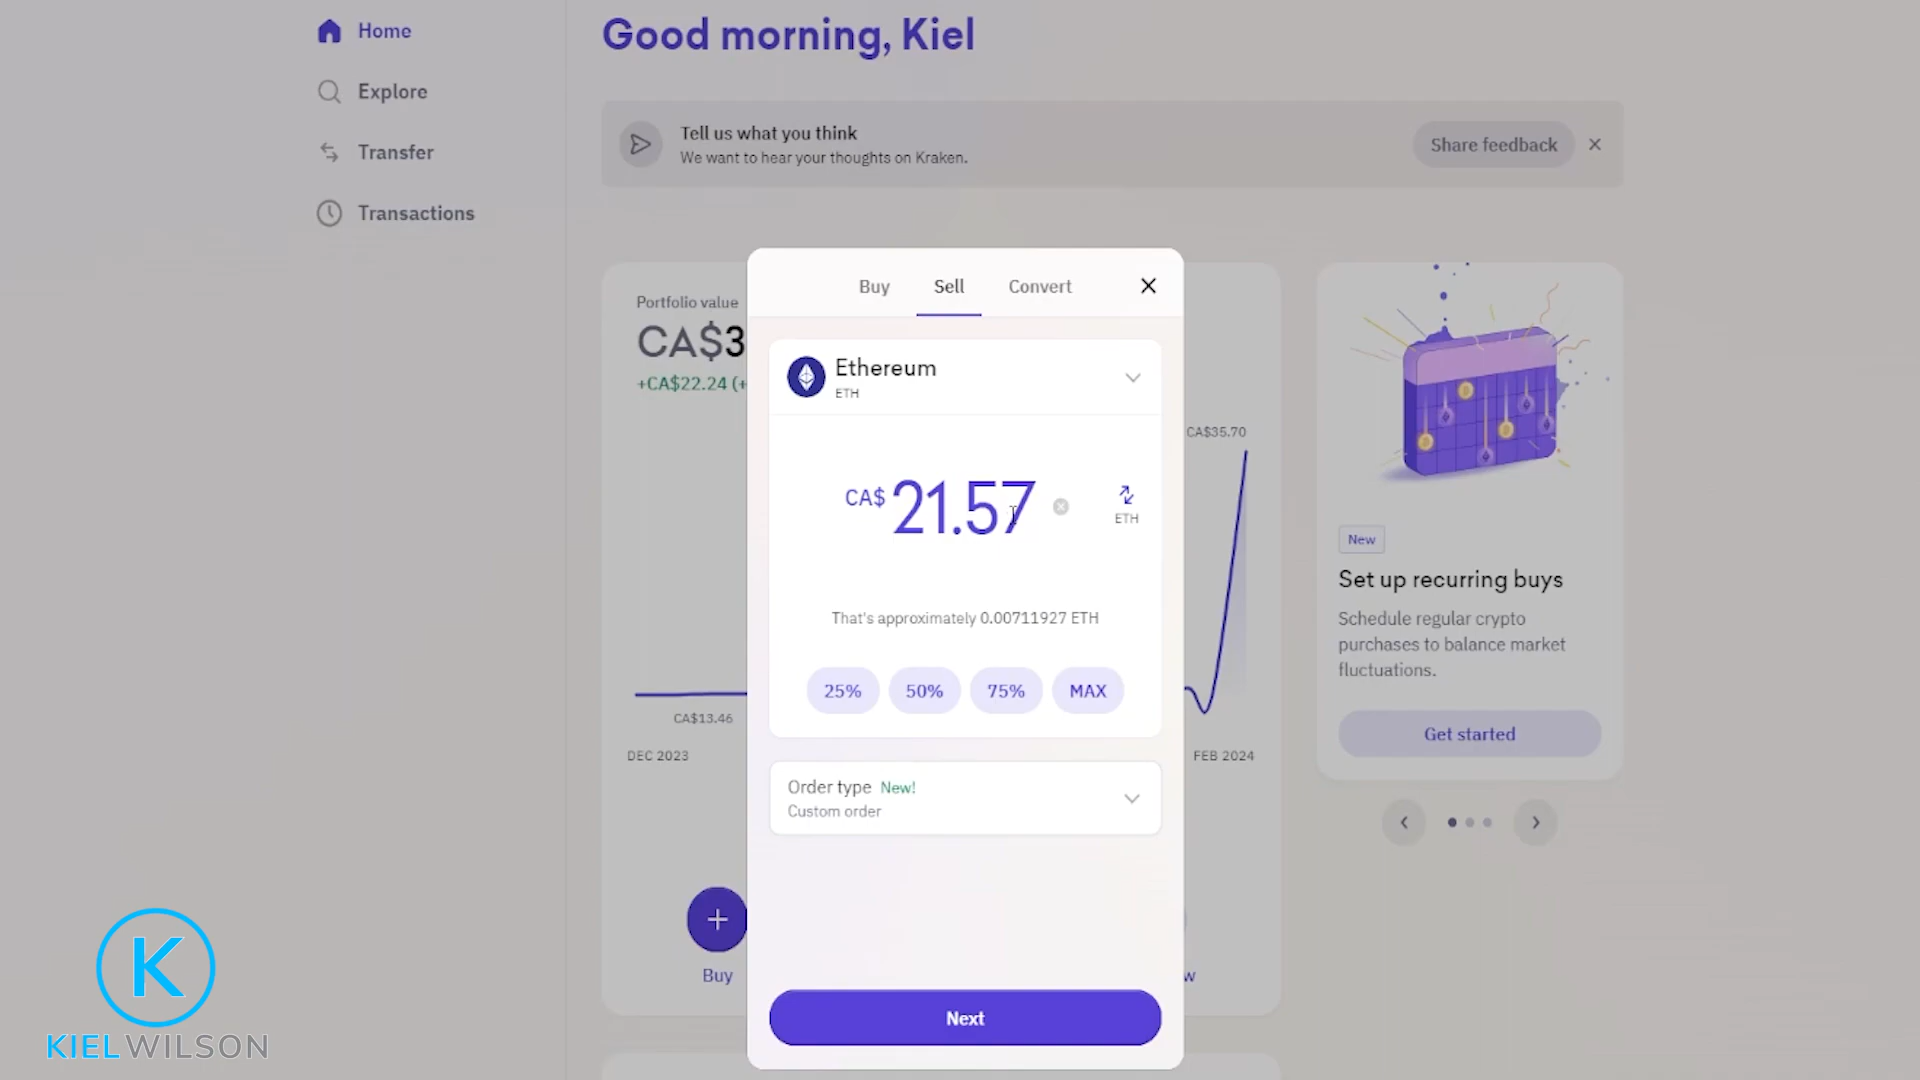 Home
Explore
Transfer
Transactions
Good morning, Kiel
Tell us what you think
We want to hear your thoughts on Kraken.
Share feedback
Portfolio value
CA$3
+CA$22.24 (+
CA$13.46
DEC 2023
Buy
Buy Sell Convert
Ethereum
ETH
CA$ 21.57
ETH
That's approximately 0.00711927 ETH
25% 50% 75% MAX
Order type New!
Custom order
Next
CA$35.70
FEB 2024
w
New
Set up recurring buys
Schedule regular crypto
purchases to balance market
fluctuations.
Get started
K
KIEL WILSON